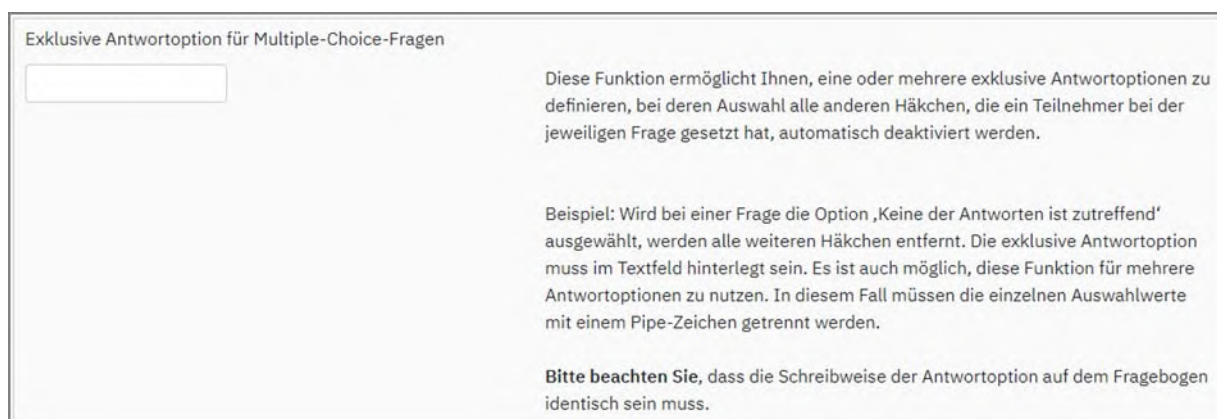 Exklusive Antwortoption für Multiple-Choice-Fragen
Diese Funktion ermöglicht Ihnen, eine oder mehrere exklusive Antwortoptionen zu
definieren, bei deren Auswahl alle anderen Häkchen, die ein Teilnehmer bei der
jeweiligen Frage gesetzt hat, automatisch deaktiviert werden.
Beispiel: Wird bei einer Frage die Option ‚Keine der Antworten ist zutreffend‘
ausgewählt, werden alle weiteren Häkchen entfernt. Die exklusive Antwortoption
muss im Textfeld hinterlegt sein. Es ist auch möglich, diese Funktion für mehrere
Antwortoptionen zu nutzen. In diesem Fall müssen die einzelnen Auswahlwerte
mit einem Pipe-Zeichen getrennt werden.
Bitte beachten Sie, dass die Schreibweise der Antwortoption auf dem Fragebogen
identisch sein muss.